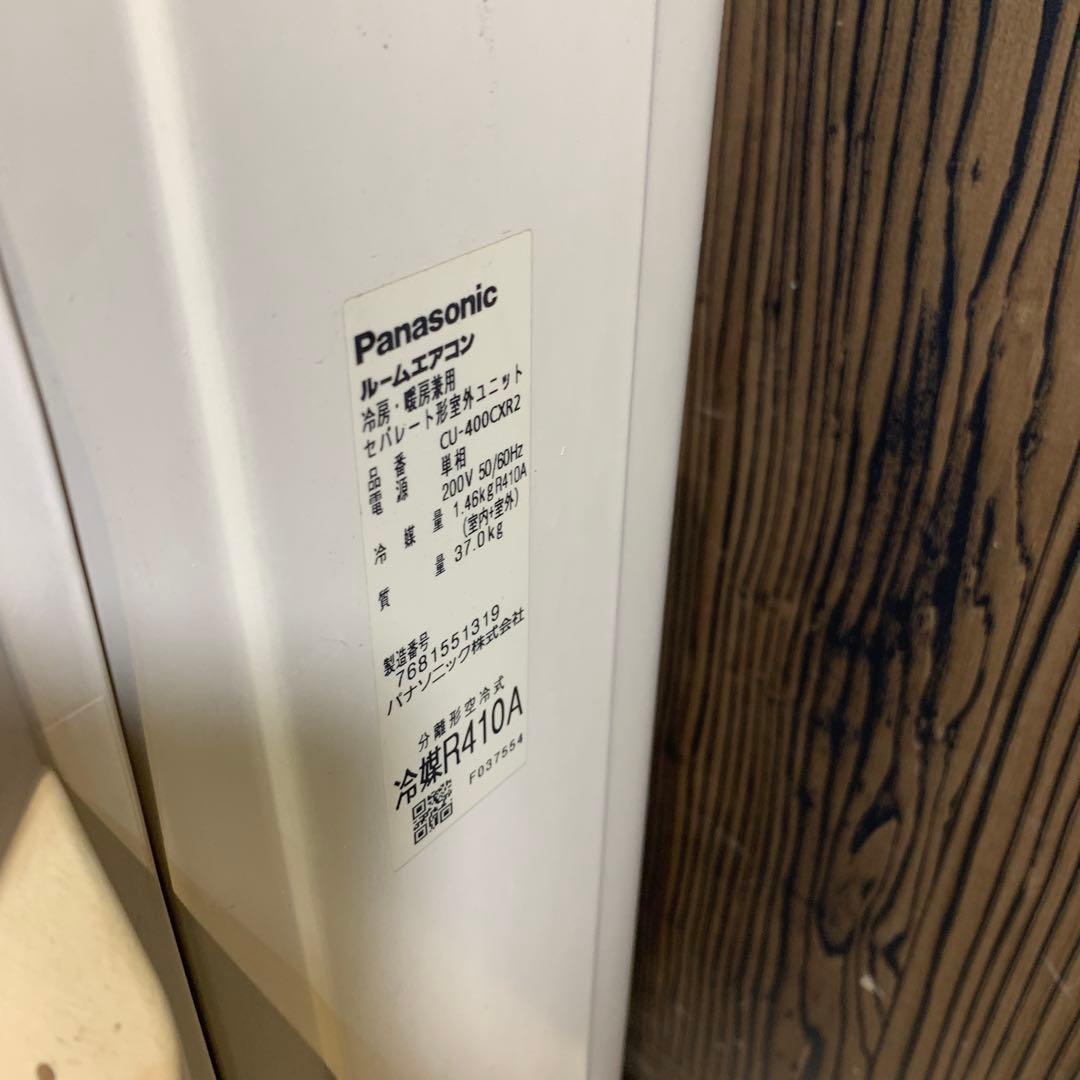 Panasonic
ルームエアコン
冷房・暖房兼用
セパレート形室外ユニット
品番 CU-400CXR2
電源 単相
200V 50/60Hz
冷媒量 1.46kg R410A
(室内+室外)
質量 37.0kg
製造番号
7681551319
パナソニック株式会社
分離形空冷式
冷媒R410A
F037554